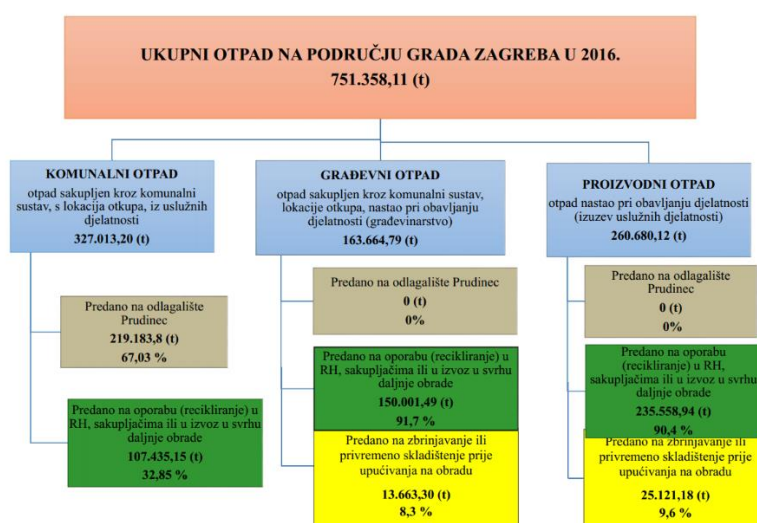 UKUPNI OTPAD NA PODRUČJU GRADA ZAGREBA U 2016.
751.358,11 (t)
KOMUNALNI OTPAD
otpad sakupljen kroz komunalni
sustav, s lokacija otkupa, iz uslužnih
djelatnosti
327.013,20 (t)
GRAĐEVNI OTPAD
otpad sakupljen kroz komunalni sustav,
lokacije otkupa, nastao pri obavljanju
djelatnosti (građevinarstvo)
163.664,79 (t)
PROIZVODNI OTPAD
otpad nastao pri obavljanju djelatnosti
(izuzev uslužnih djelatnosti)
260.680,12 (t)
Predano na odlagalište
Prudinec
219.183,8 (t)
67,03 %
Predano na oporabu (recikliranje) u
RH, sakupljačima ili u izvoz u svrhu
daljnje obrade
107.435,15 (t)
32,85 %
Predano na odlagalište Prudinec
0 (t)
0%
Predano na oporabu (recikliranje) u
RH, sakupljačima ili u izvoz u svrhu
daljnje obrade
150.001,49 (t)
91,7 %
Predano na zbrinjavanje ili
privremeno skladištenje prije
upućivanja na obradu
13.663,30 (t)
8,3 %
Predano na odlagalište
Prudinec
0 (t)
0%
Predano na oporabu (recikliranje)
u RH, sakupljačima ili u izvoz u
svrhu daljnje obrade
235.558,94 (t)
90,4 %
Predano na zbrinjavanje ili
privremeno skladištenje prije
upućivanja na obradu
25.121,18 (t)
9,6 %